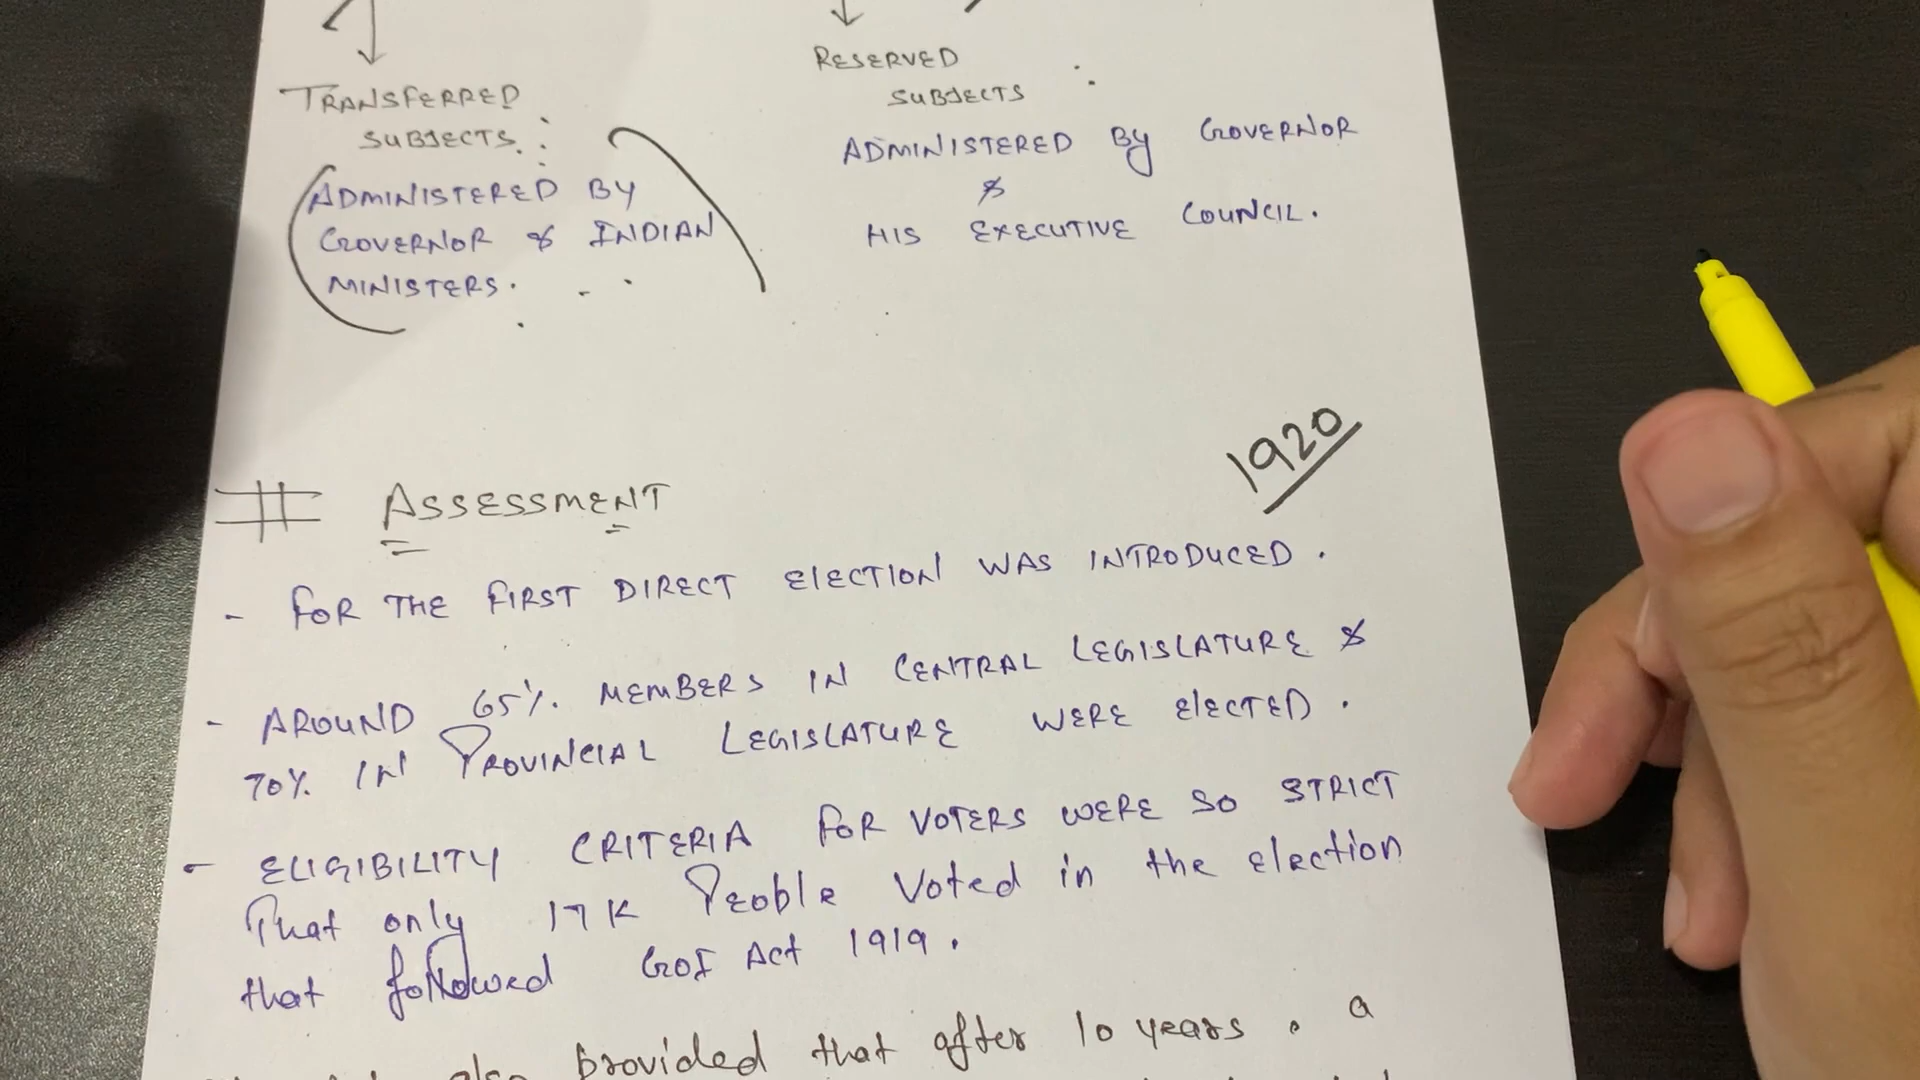 TRANSFERRED
SUBJECTS.
ADMINISTERED BY
GOVERNOR & INDIAN
MINISTERS.
RESERVED
SUBJECTS
ADMINISTERED By GOVERNOR
&
HIS EXECUTIVE COUNCIL.
1920
# ASSESSMENT
- FOR THE FIRST DIRECT ElECTION WAS INTRODUCED.
- AROUND 65%. MEMBERS IN CENTRAL LEGISLATURE &
70%. IN PROVINCIAL LEGISLATURE WERE ElECTED.
- ELIGIBILITY CRITERIA FOR VOTERS WERE SO STRICT
That only 17K PEOPLE Voted in the Election
that followed GOI Act 1919.
also provided that after 10 years, a